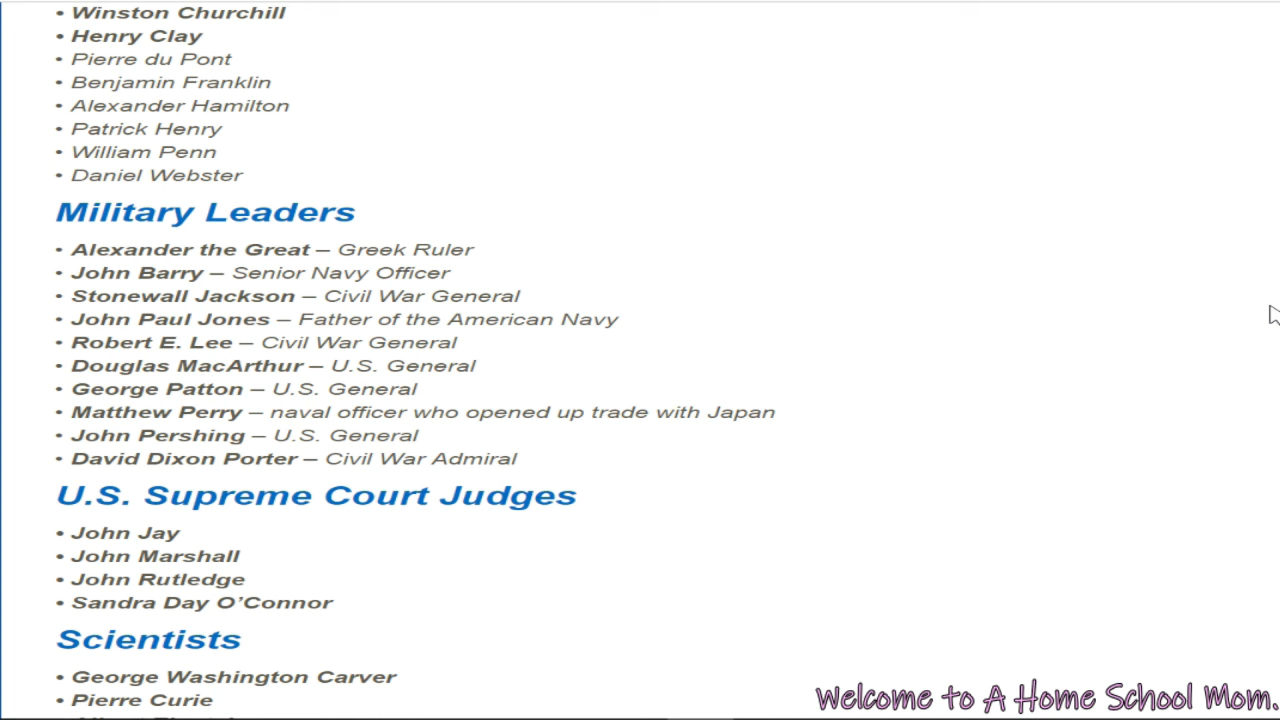 • Winston Churchill
• Henry Clay
• Pierre du Pont
• Benjamin Franklin
• Alexander Hamilton
• Patrick Henry
• William Penn
• Daniel Webster
Military Leaders
• Alexander the Great – Greek Ruler
• John Barry – Senior Navy Officer
• Stonewall Jackson – Civil War General
• John Paul Jones – Father of the American Navy
• Robert E. Lee – Civil War General
• Douglas MacArthur – U.S. General
• George Patton – U.S. General
• Matthew Perry – naval officer who opened up trade with Japan
• John Pershing – U.S. General
• David Dixon Porter – Civil War Admiral
U.S. Supreme Court Judges
• John Jay
• John Marshall
• John Rutledge
• Sandra Day O’Connor
Scientists
• George Washington Carver
• Pierre Curie
Welcome to A Home School Mom.